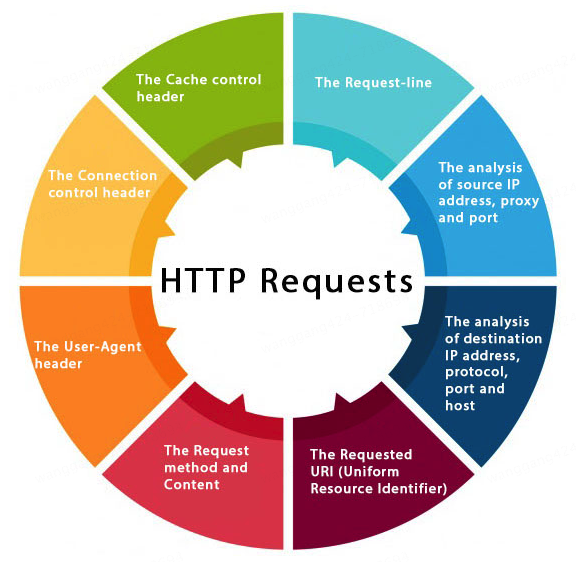 The Cache control
header
The Request-line
The analysis
of source IP
address, proxy
and port
The analysis
of destination
IP address,
protocol,
port and
host
The Requested
URI (Uniform
Resource Identifier)
The Request
method and
Content
The User-Agent
header
The Connection
control header
HTTP Requests